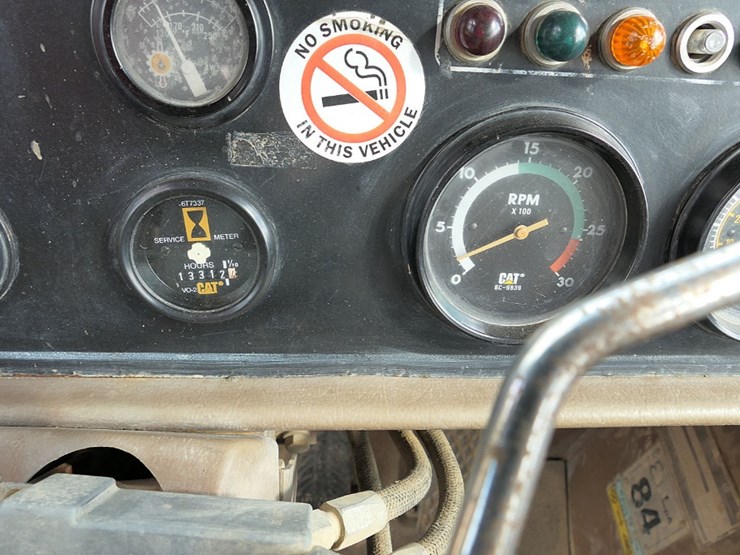 NO SMOKING
IN THIS VEHICLE
6T7337
SERVICE METER
HOURS 1/10
13312
CAT
0
5
10
15
20
25
30
RPM
X 100
CAT
84